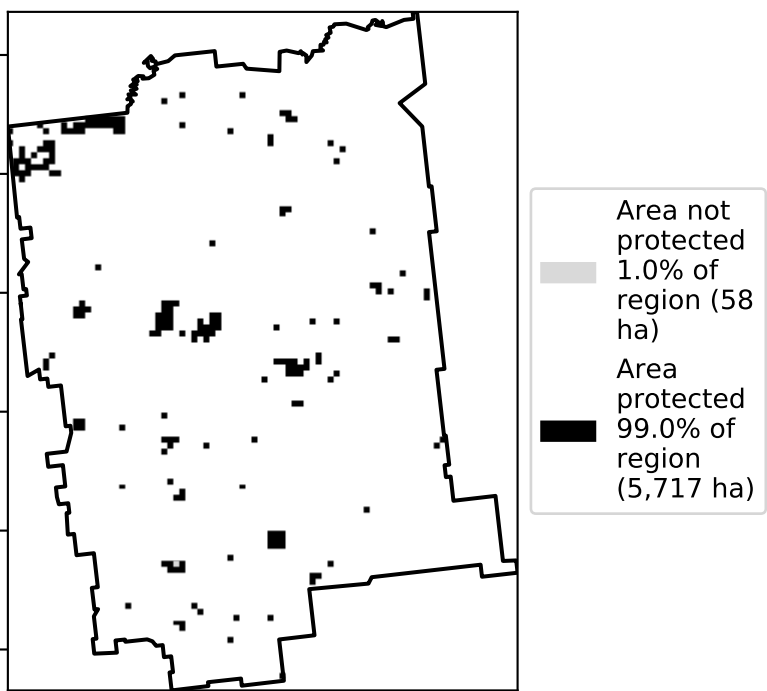 Area not
protected
1.0% of
region (58
ha)
Area
protected
99.0% of
region
(5,717 ha)